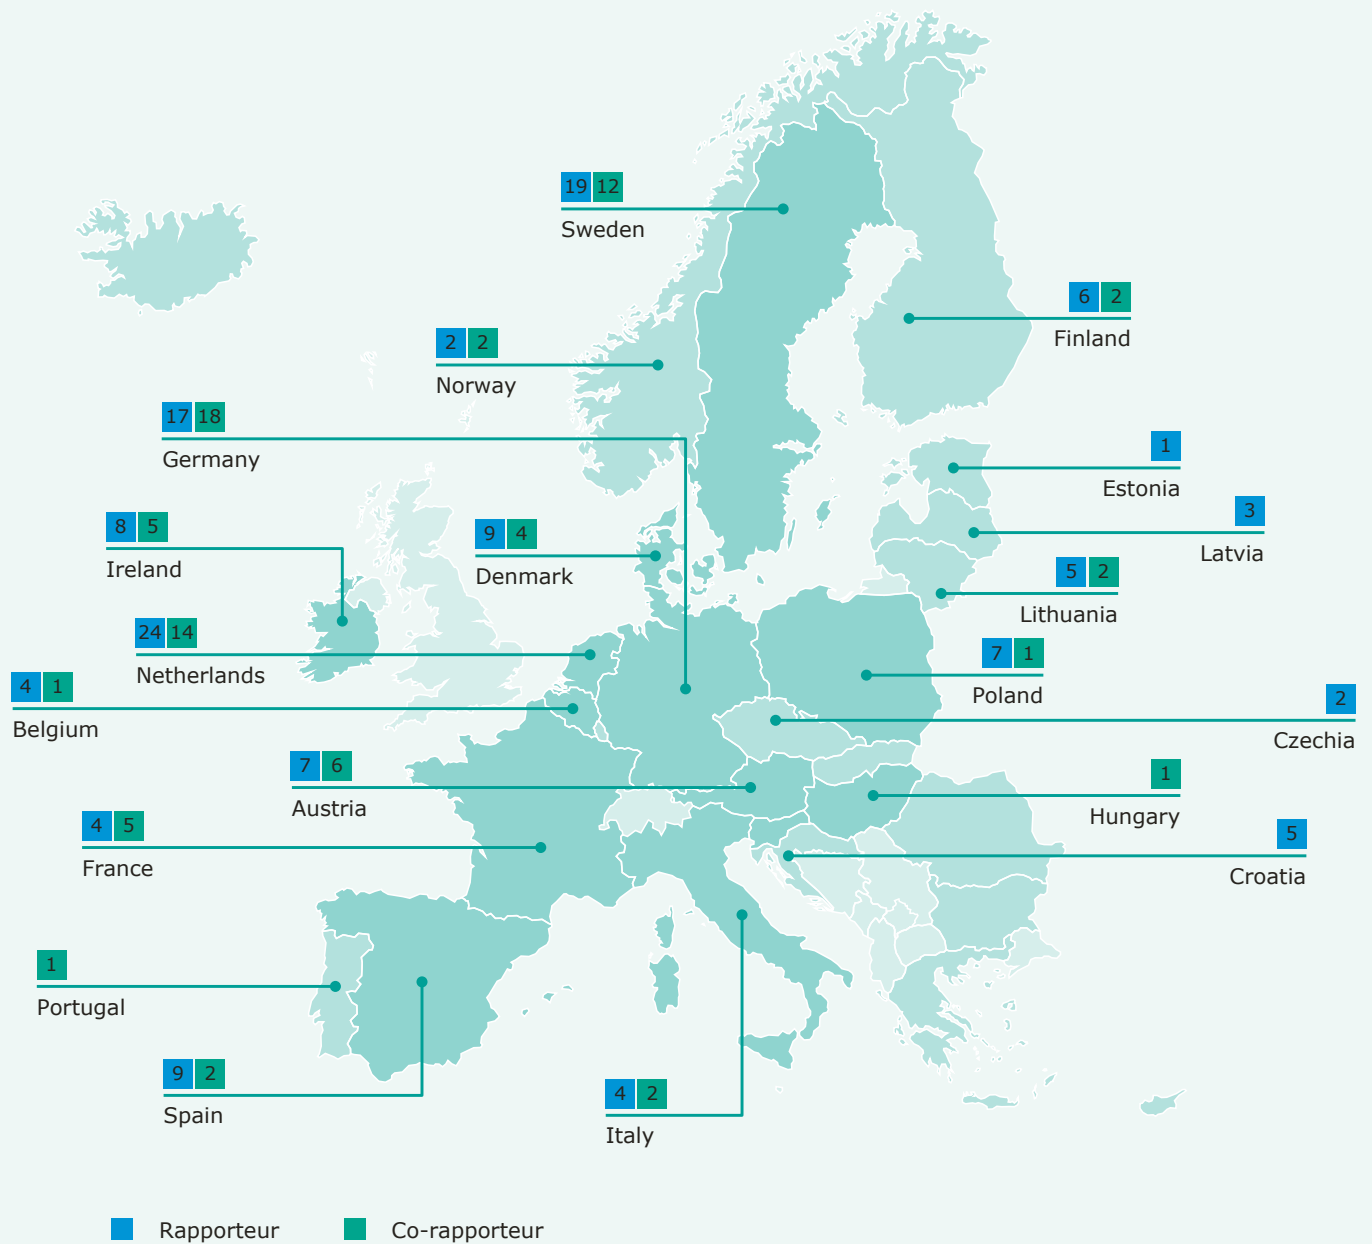 19 12
Sweden
6 2
Finland
2 2
Norway
17 18
Germany
1
Estonia
3
Latvia
8 5
Ireland
9 4
Denmark
5 2
Lithuania
24 14
Netherlands
7 1
Poland
4 1
Belgium
2
Czechia
7 6
Austria
1
Hungary
4 5
France
5
Croatia
1
Portugal
9 2
Spain
4 2
Italy
Rapporteur Co-rapporteur